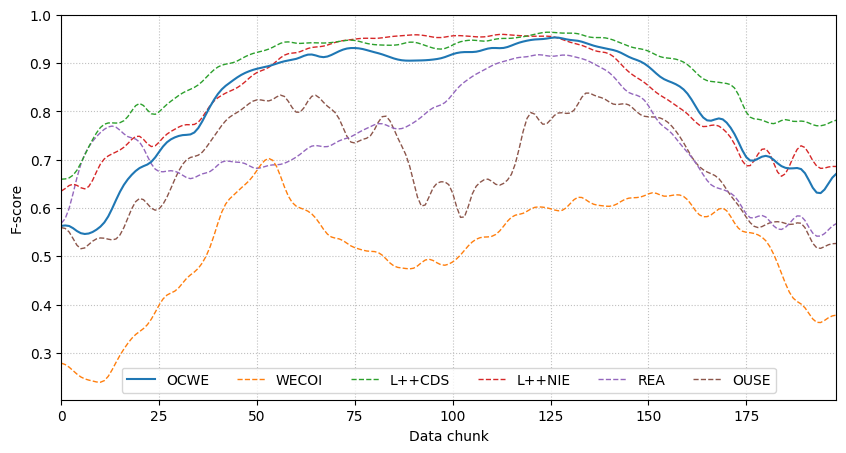 1.0
0.9
0.8
0.7
0.6
0.5
0.4
0.3
F-score
OCWE WECOI L++CDS L++NIE REA OUSE
0 25 50 75 100 125 150 175
Data chunk